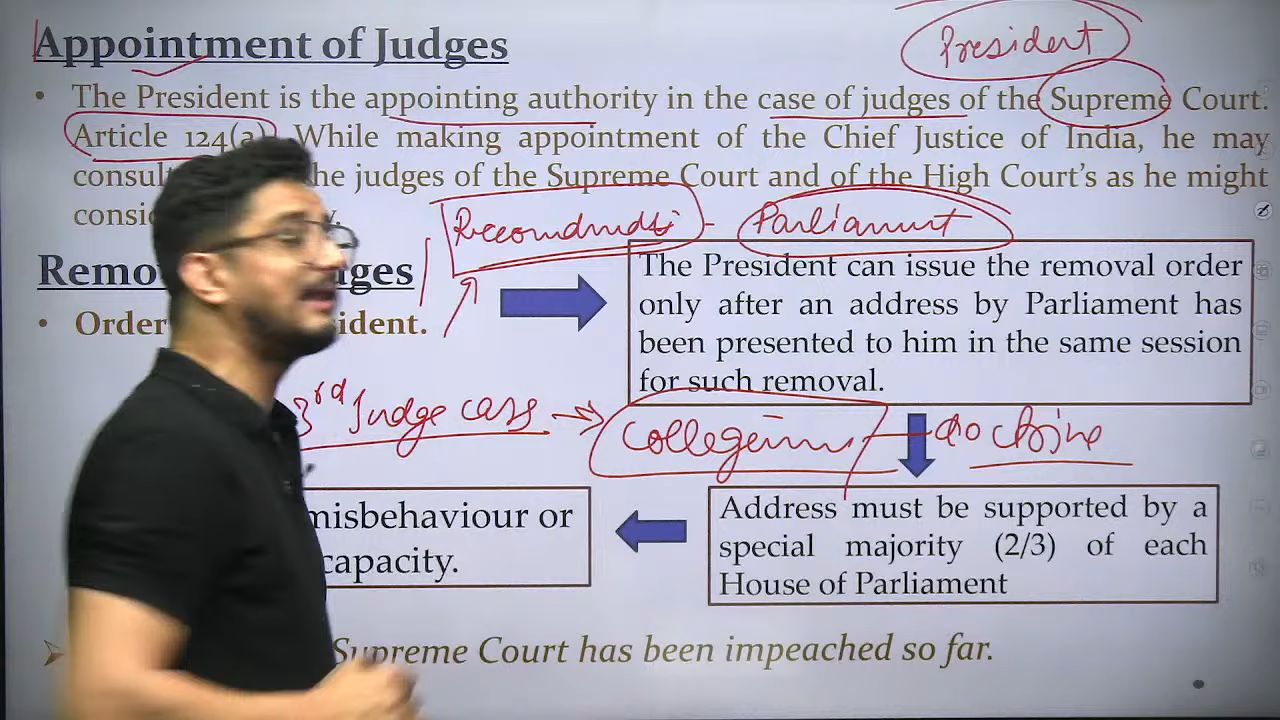 Appointment of Judges
President
• The President is the appointing authority in the case of judges of the Supreme Court.
Article 124(a) While making appointment of the Chief Justice of India, he may
consult he judges of the Supreme Court and of the High Court's as he might
consi y.
Parliament
Remo ges
The President can issue the removal order
only after an address by Parliament has
been presented to him in the same session
for such removal.
• Order ident.
3rd Judge case → collegium doctrine
Address must be supported by a
special majority (2/3) of each
House of Parliament
misbehaviour or
capacity.
Supreme Court has been impeached so far.